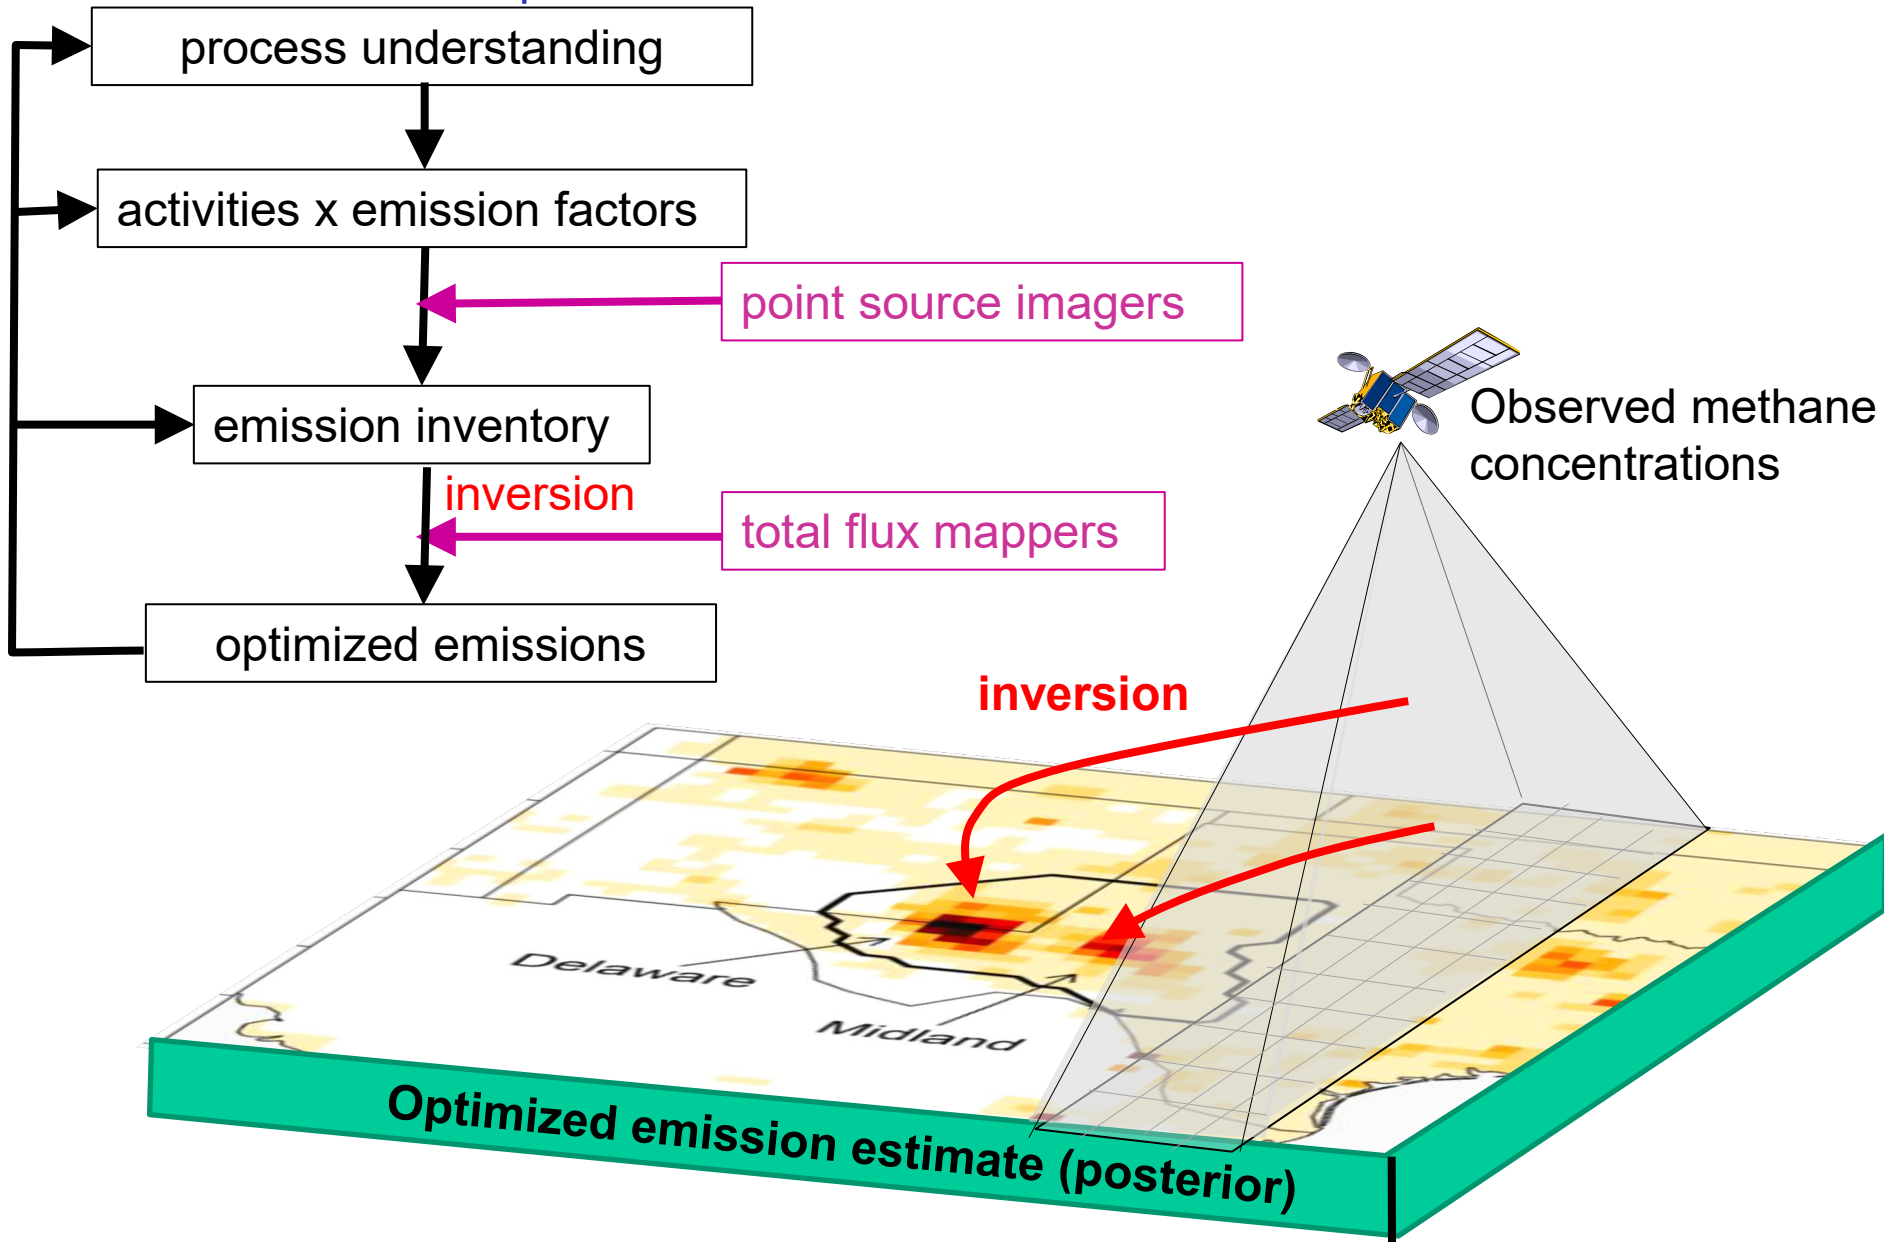 process understanding
activities x emission factors
point source imagers
emission inventory
inversion
total flux mappers
optimized emissions
Observed methane
concentrations
inversion
Delaware
Midland
Optimized emission estimate (posterior)